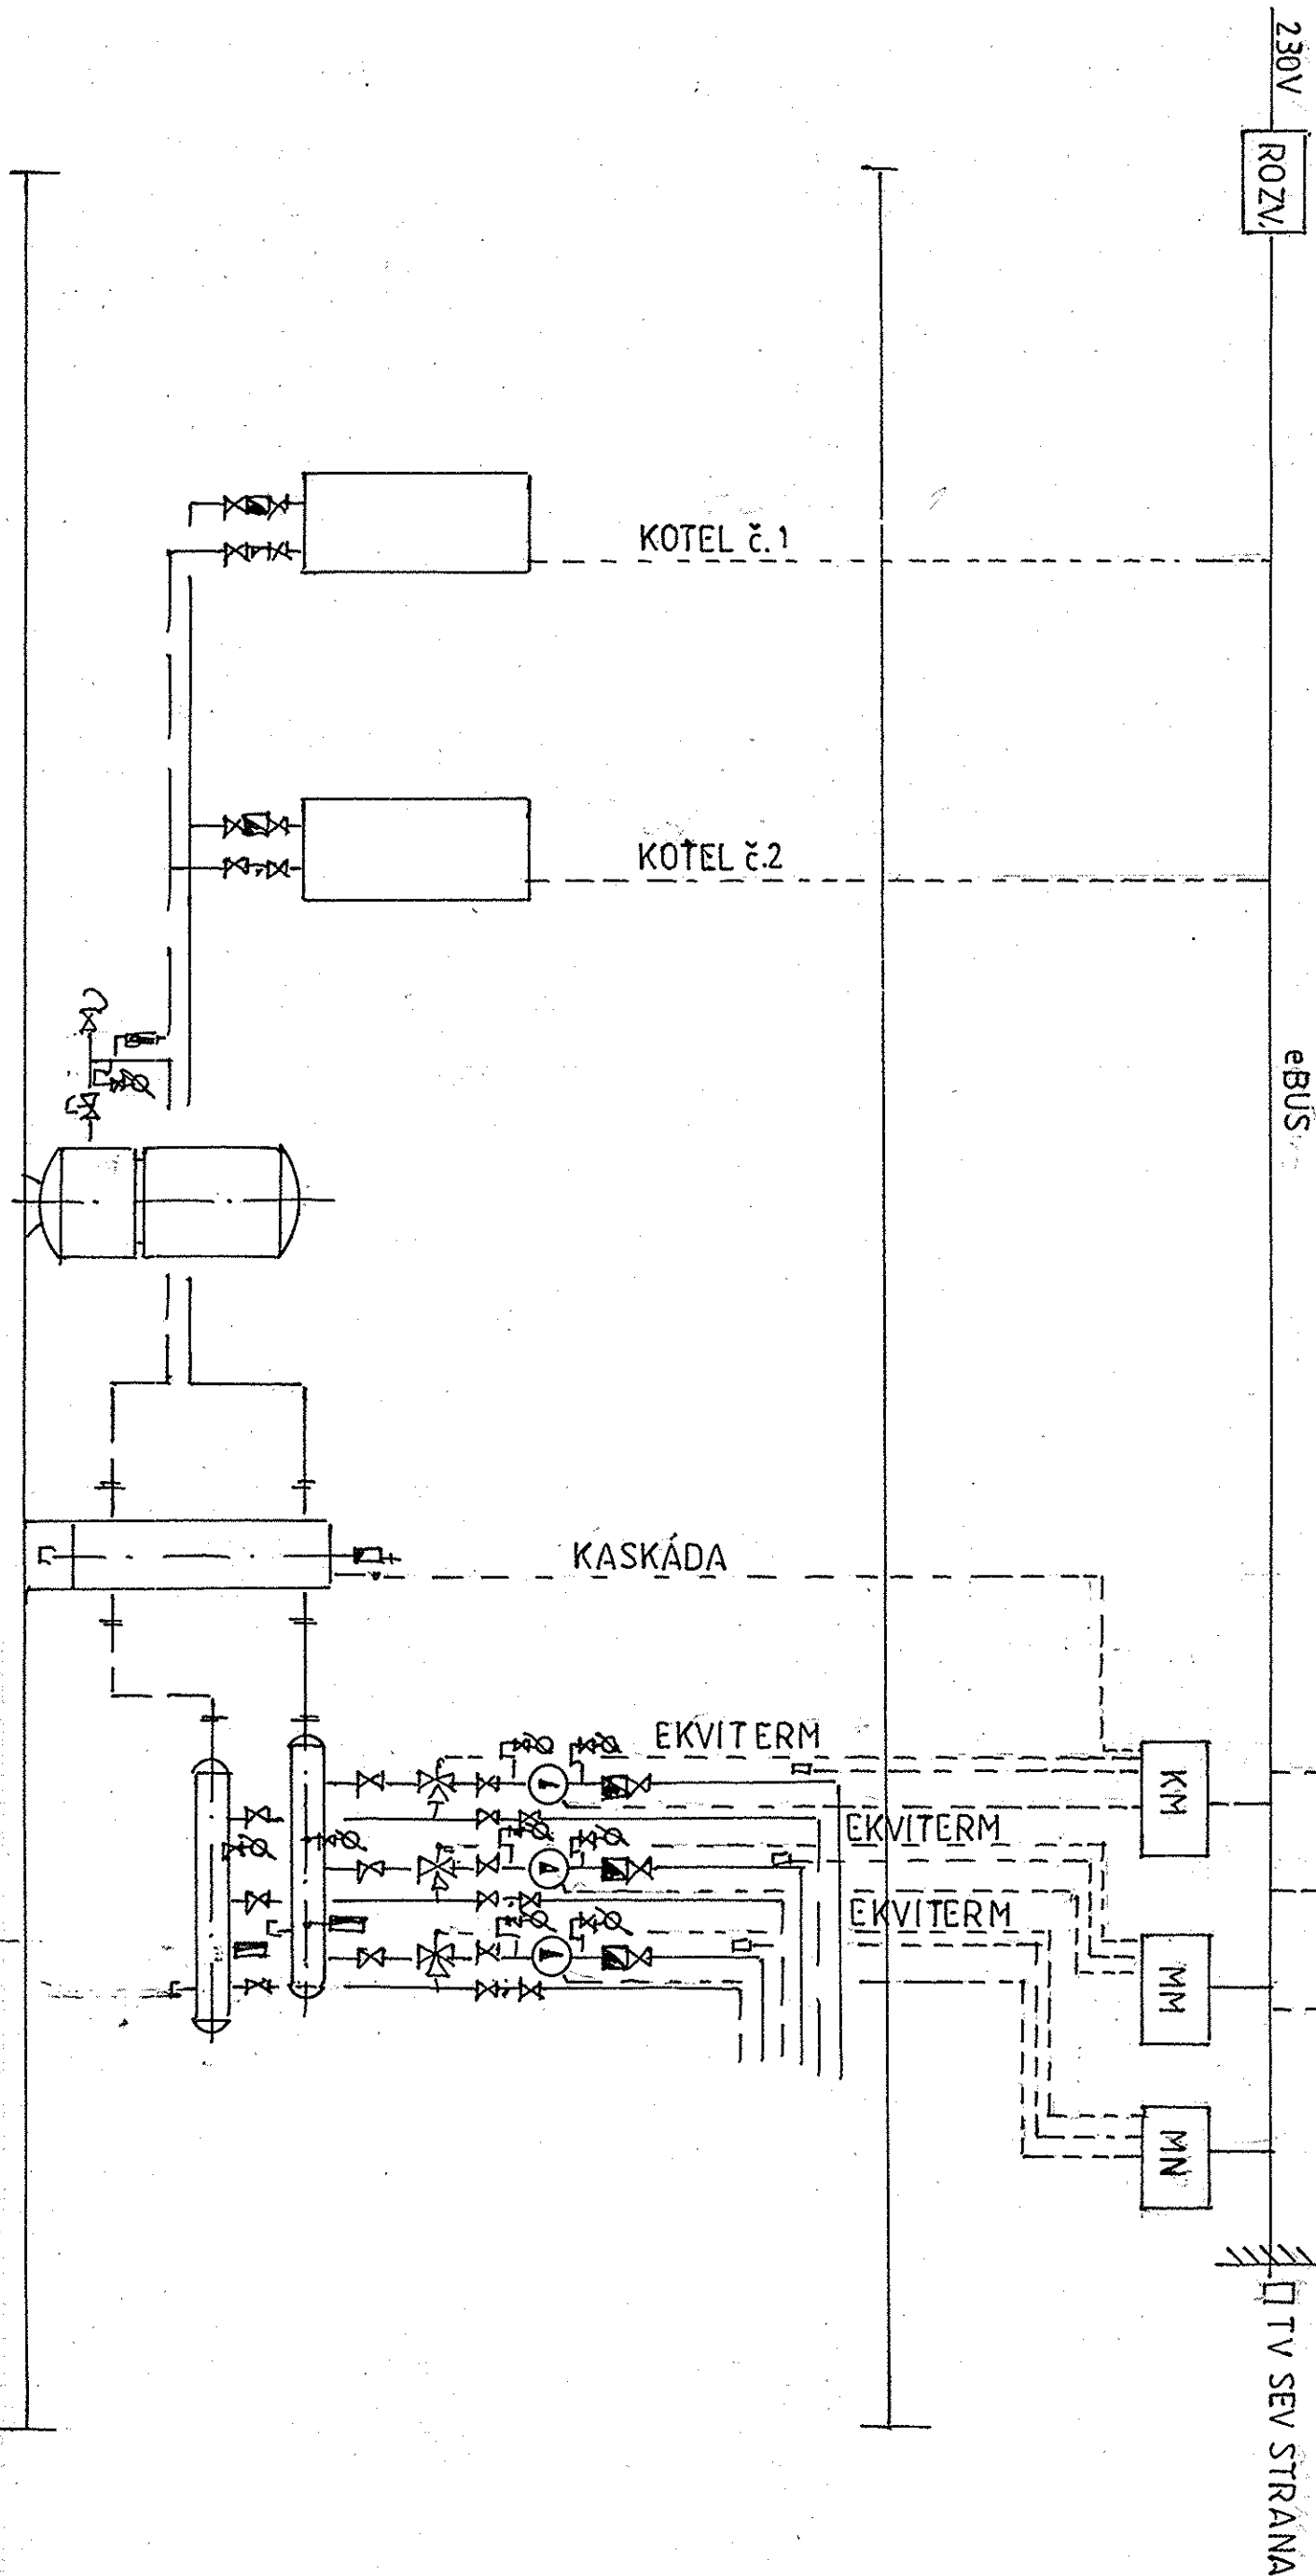 230V
ROZV.
eBUS
TV SEV STRANA
KOTEL č.1
KOTEL č.2
KASKÁDA
EKVITERM
EKVITERM
EKVITERM
KM
MM
MN